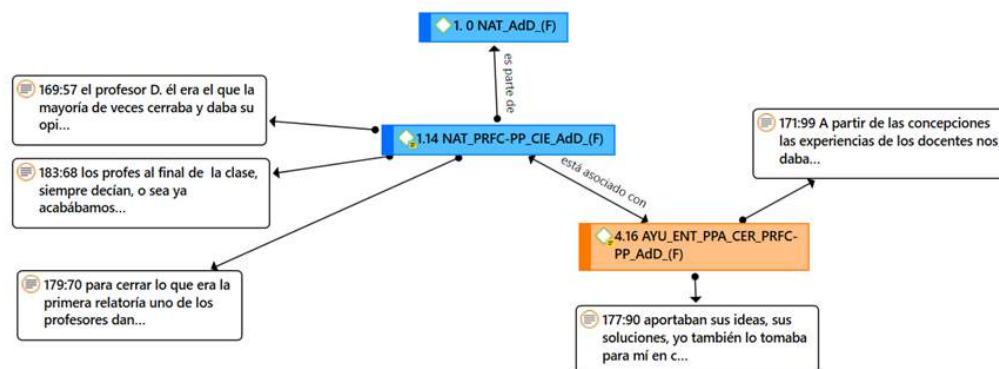 1. 0 NAT_AdD_(F)
es parte de
169:57 el profesor D. él era el que la
mayoría de veces cerraba y daba su
opi...
1.14 NAT_PRFC-PP_CIE_AdD_(F)
171:99 A partir de las concepciones
las experiencias de los docentes nos
daba...
183:68 los profes al final de  la clase,
siempre decían, o sea ya
acabábamos...
está asociado con
4.16 AYU_ENT_PPA_CER_PRFC-
PP_AdD_(F)
179:70 para cerrar lo que era la
primera relatoría uno de los
profesores dan...
177:90 aportaban sus ideas, sus
soluciones, yo también lo tomaba
para mí en c...